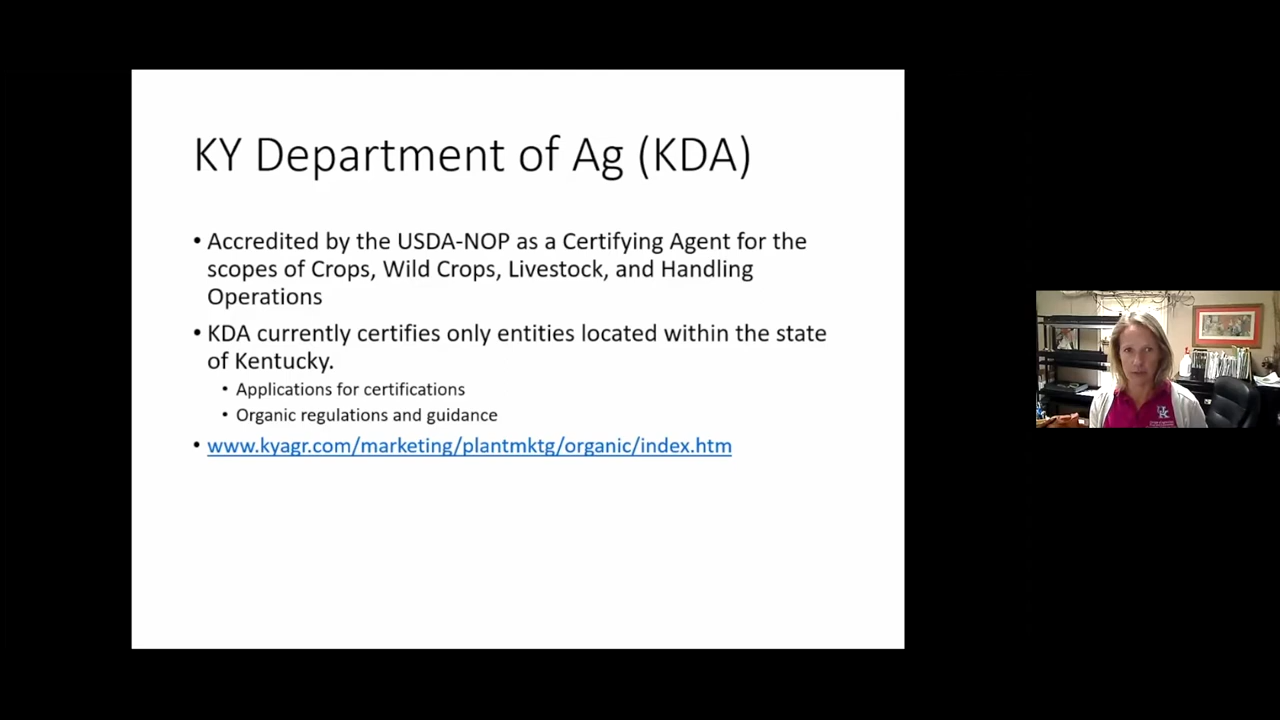 KY Department of Ag (KDA)
• Accredited by the USDA-NOP as a Certifying Agent for the
scopes of Crops, Wild Crops, Livestock, and Handling
Operations
• KDA currently certifies only entities located within the state
of Kentucky.
• Applications for certifications
• Organic regulations and guidance
• www.kyagr.com/marketing/plantmktg/organic/index.htm